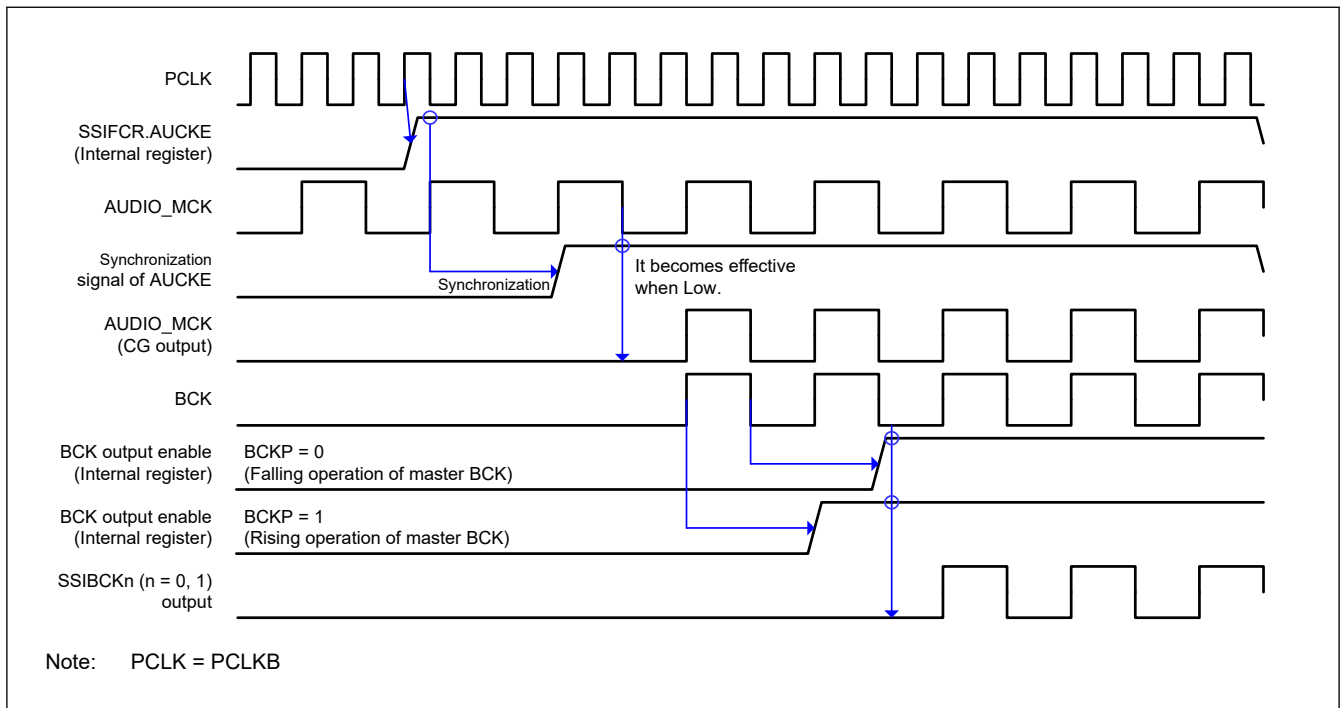 PCLK
SSIFCR.AUCKE
(Internal register)
AUDIO_MCK
Synchronization
signal of AUCKE
Synchronization
It becomes effective
when Low.
AUDIO_MCK
(CG output)
BCK
BCK output enable
(Internal register)
BCKP = 0
(Falling operation of master BCK)
BCK output enable
(Internal register)
BCKP = 1
(Rising operation of master BCK)
SSIBCKn (n = 0, 1)
output
Note: PCLK = PCLKB